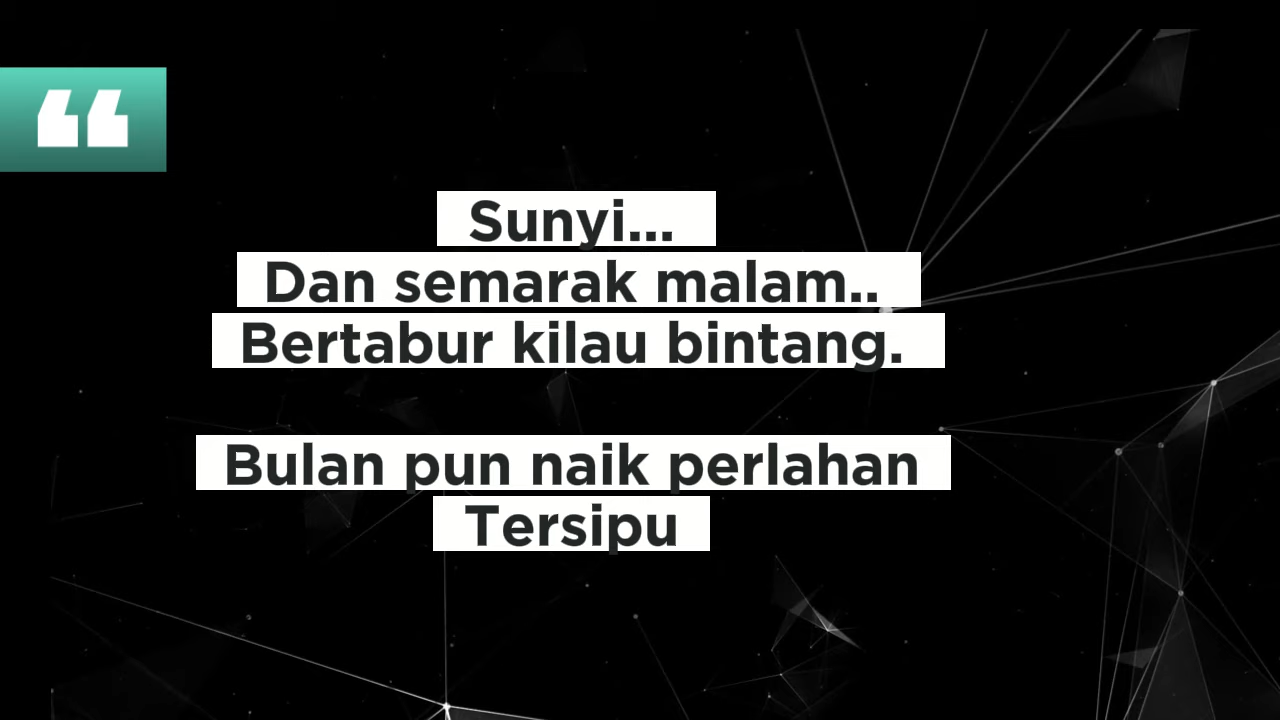 “
Sunyi...
Dan semarak malam..
Bertabur kilau bintang.
Bulan pun naik perlahan
Tersipu